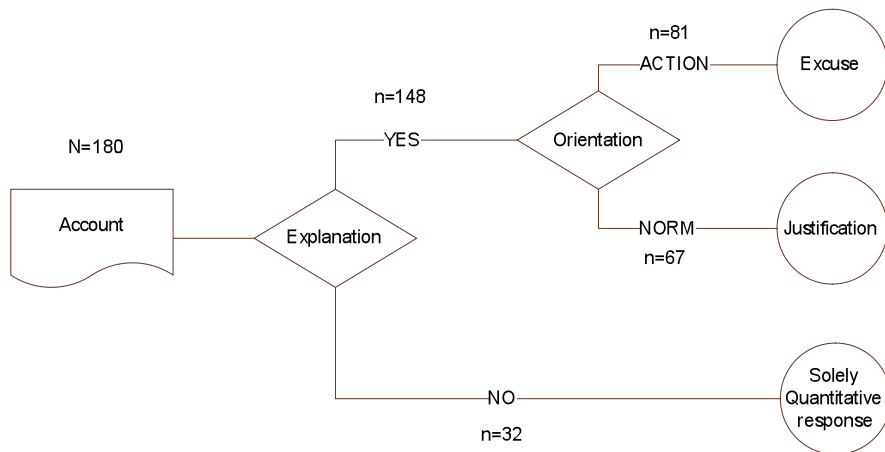 n=81
ACTION
Excuse
n=148
YES
Orientation
N=180
Account
Explanation
NORM
n=67
Justification
NO
n=32
Solely
Quantitative
response